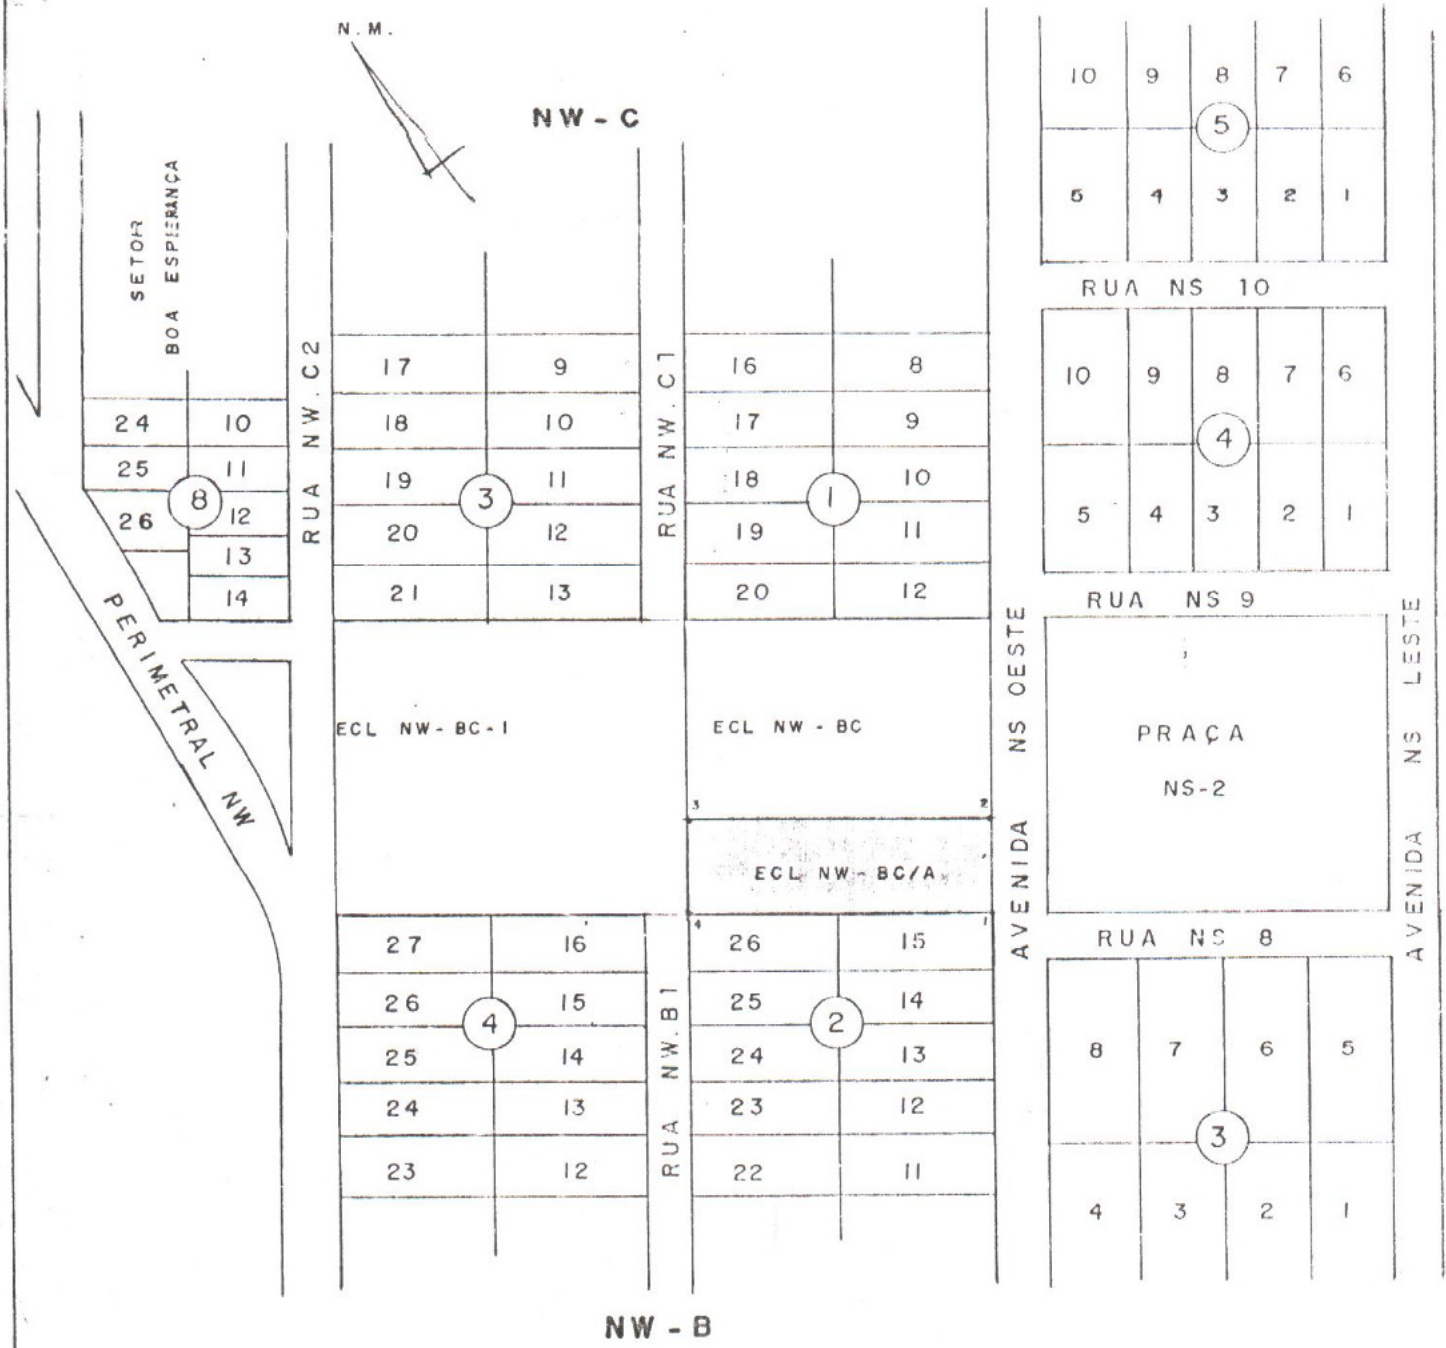 N.M.
NW - C
SETOR
BOA ESPERANÇA
RUA NW.C2
RUA NW.C1
10 9 8 7 6
5
5 4 3 2 1
RUA NS 10
10 9 8 7 6
4
5 4 3 2 1
RUA NS 9
24 10
25 11
8
26 12
13
14
17 9
18 10
19 11
3
20 12
21 13
16 8
17 9
18 10
1
19 11
20 12
PERIMETRAL NW
ECL NW-BC-1
ECL NW - BC
3 2
ECL NW-BC/A
4 1
AVENIDA NS OESTE
PRAÇA
NS-2
AVENIDA NS LESTE
RUA NS 8
27 16
26 15
4
25 14
24 13
23 12
RUA NW.B1
26 15
25 14
2
24 13
23 12
22 11
8 7 6 5
3
4 3 2 1
NW - B